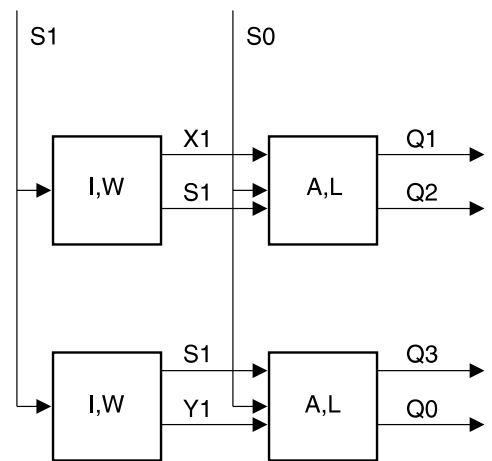 S1 S0
X1 Q1
I,W A,L
S1 Q2
S1 Q3
I,W A,L
Y1 Q0